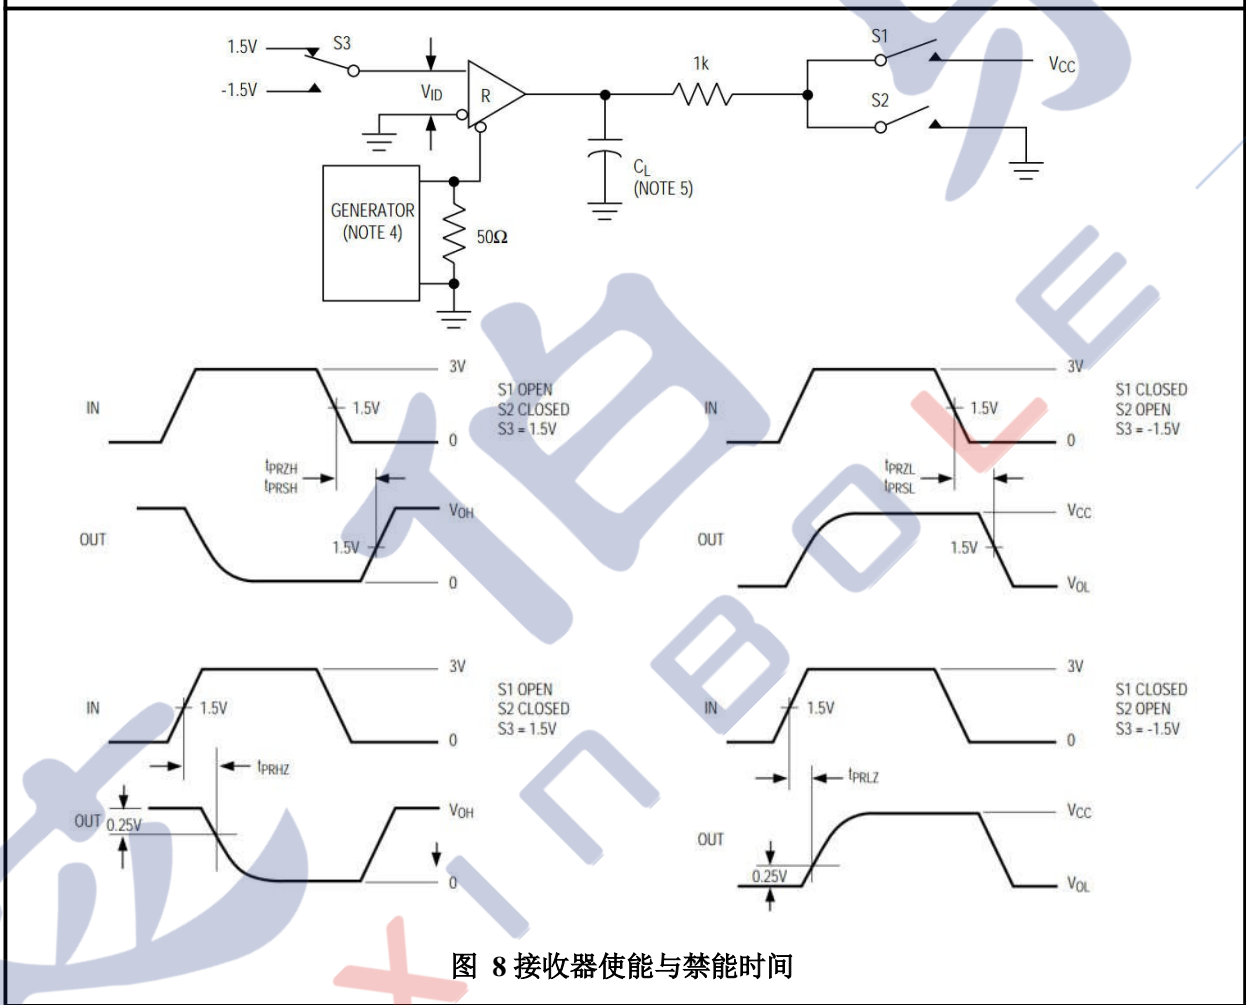 1.5V
S3
-1.5V
VID
R
1k
S1
VCC
S2
CL
(NOTE 5)
GENERATOR
(NOTE 4)
50Ω
IN
3V
1.5V
0
S1 OPEN
S2 CLOSED
S3 = 1.5V
tPRZH
tPRSH
OUT
VOH
1.5V
0
IN
3V
1.5V
0
S1 CLOSED
S2 OPEN
S3 = -1.5V
tPRZL
tPRSL
OUT
VCC
1.5V
VOL
IN
3V
1.5V
0
S1 OPEN
S2 CLOSED
S3 = 1.5V
tPRHZ
OUT
0.25V
VOH
0
IN
3V
1.5V
0
S1 CLOSED
S2 OPEN
S3 = -1.5V
tPRLZ
OUT
0.25V
VCC
VOL
XINBOLE
图 8 接收器使能与禁能时间